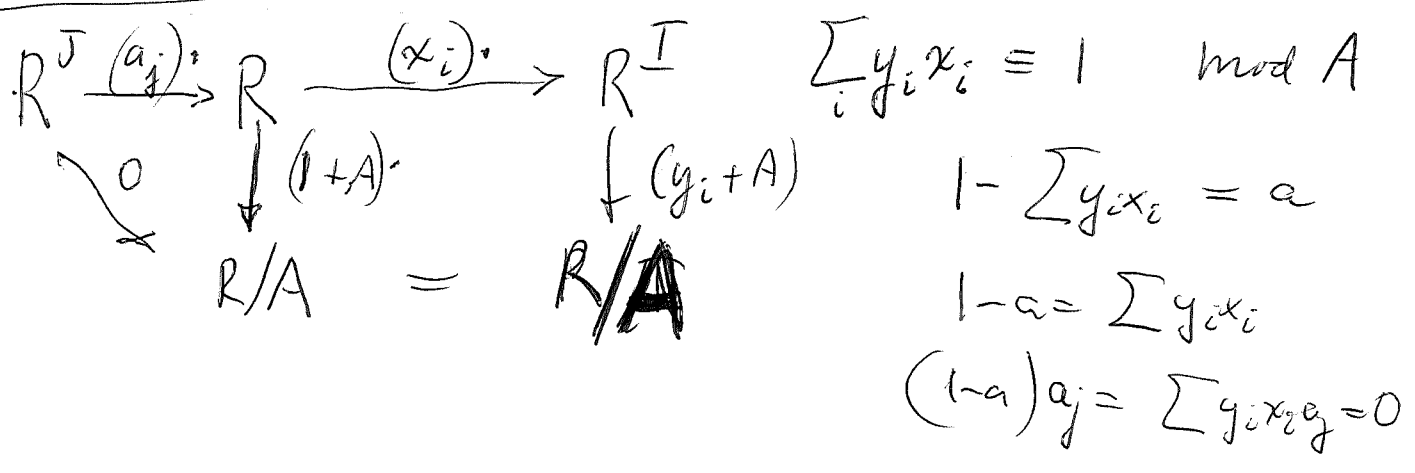 R^J (a_j)· R (x_i)· R^I ∑_i y_i x_i ≡ 1 mod A
0 (1+A)· (y_i + A)
1 - ∑ y_i x_i = a
R/A = R/A
1-a = ∑ y_i x_i
(1-a) a_j = ∑ y_i x_i a_j = 0